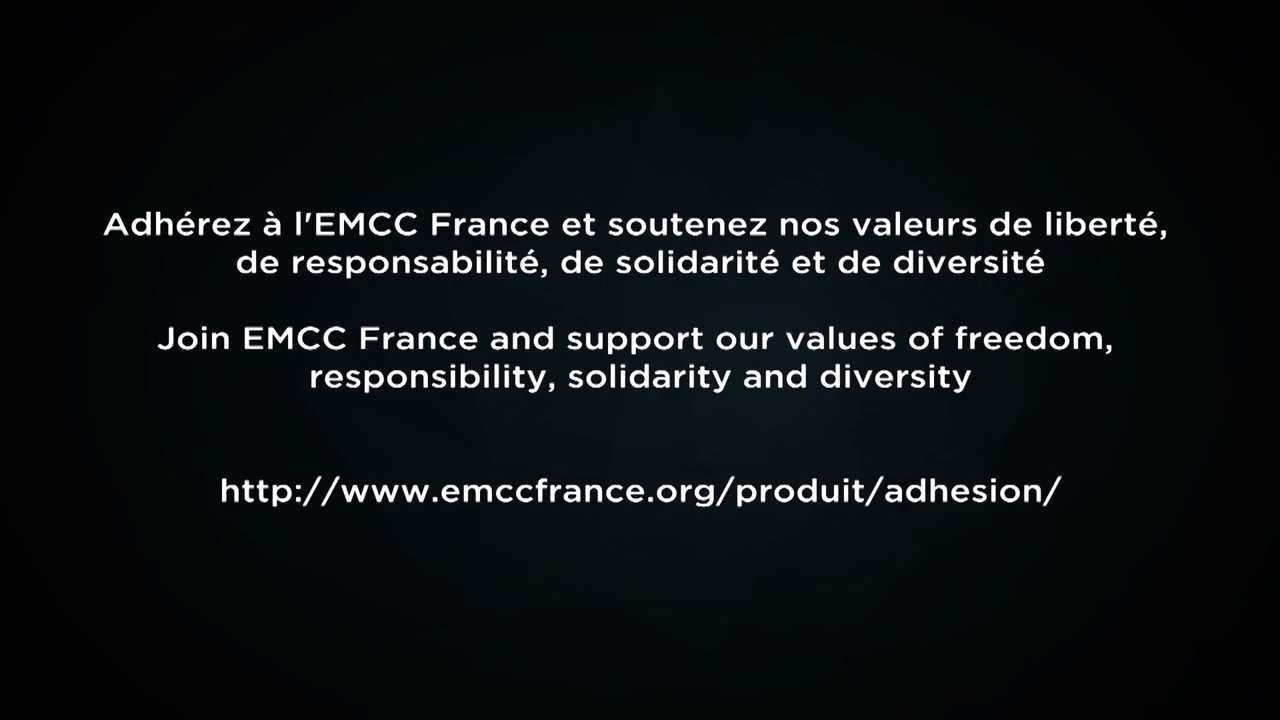 Adhérez à l'EMCC France et soutenez nos valeurs de liberté,
de responsabilité, de solidarité et de diversité
Join EMCC France and support our values of freedom,
responsibility, solidarity and diversity
http://www.emccfrance.org/produit/adhesion/